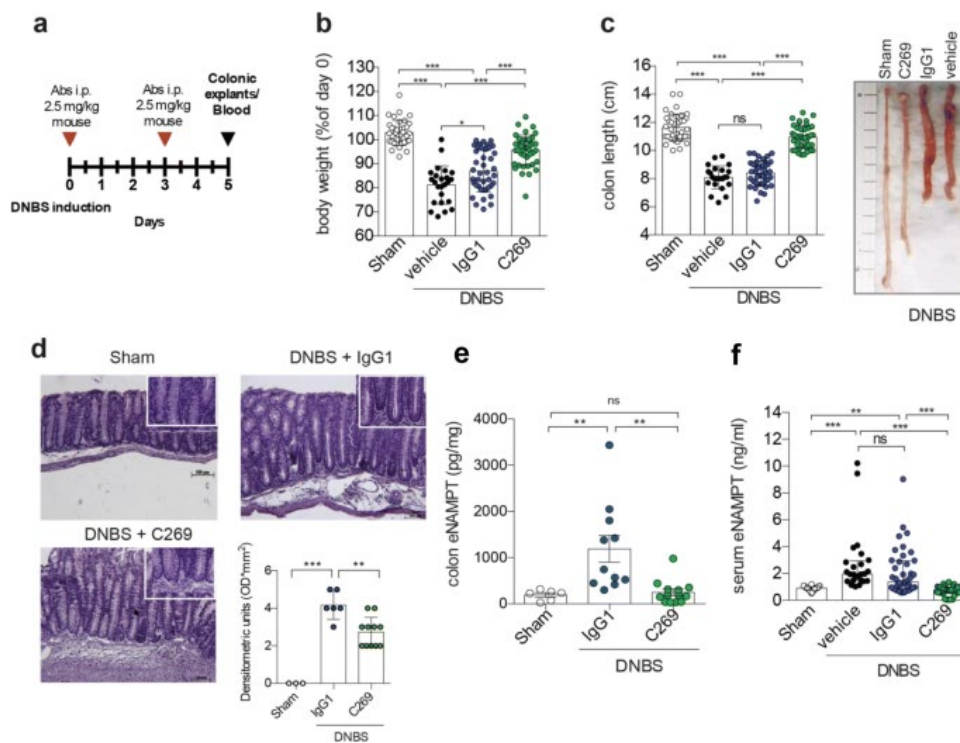 a
Abs i.p.
2.5 mg/kg
mouse
Abs i.p.
2.5 mg/kg
mouse
Colonic
explants/
Blood
0 2 3 5
DNBS induction
Days
b
body weight (%of day 0)
130
120
110
100
90
80
70
60
***
*** *** ***
*
Sham
vehicle
IgG1
C269
DNBS
c
colon length (cm)
16
14
12
10
8
6
4
*** ***
*** ***
ns
Sham
vehicle
IgG1
C269
DNBS
Sham
C269
IgG1
vehicle
DNBS
d
Sham
DNBS + IgG1
DNBS + C269
Densitometric units (OD*mm²)
6
4
2
0
*** **
Sham
IgG1
C269
DNBS
e
colon eNAMPT (pg/mg)
4000
3000
2000
1000
0
ns
** **
Sham
IgG1
C269
DNBS
f
serum eNAMPT (ng/ml)
14
12
10
8
6
4
2
0
** ***
*** ***
ns
Sham
vehicle
IgG1
C269
DNBS